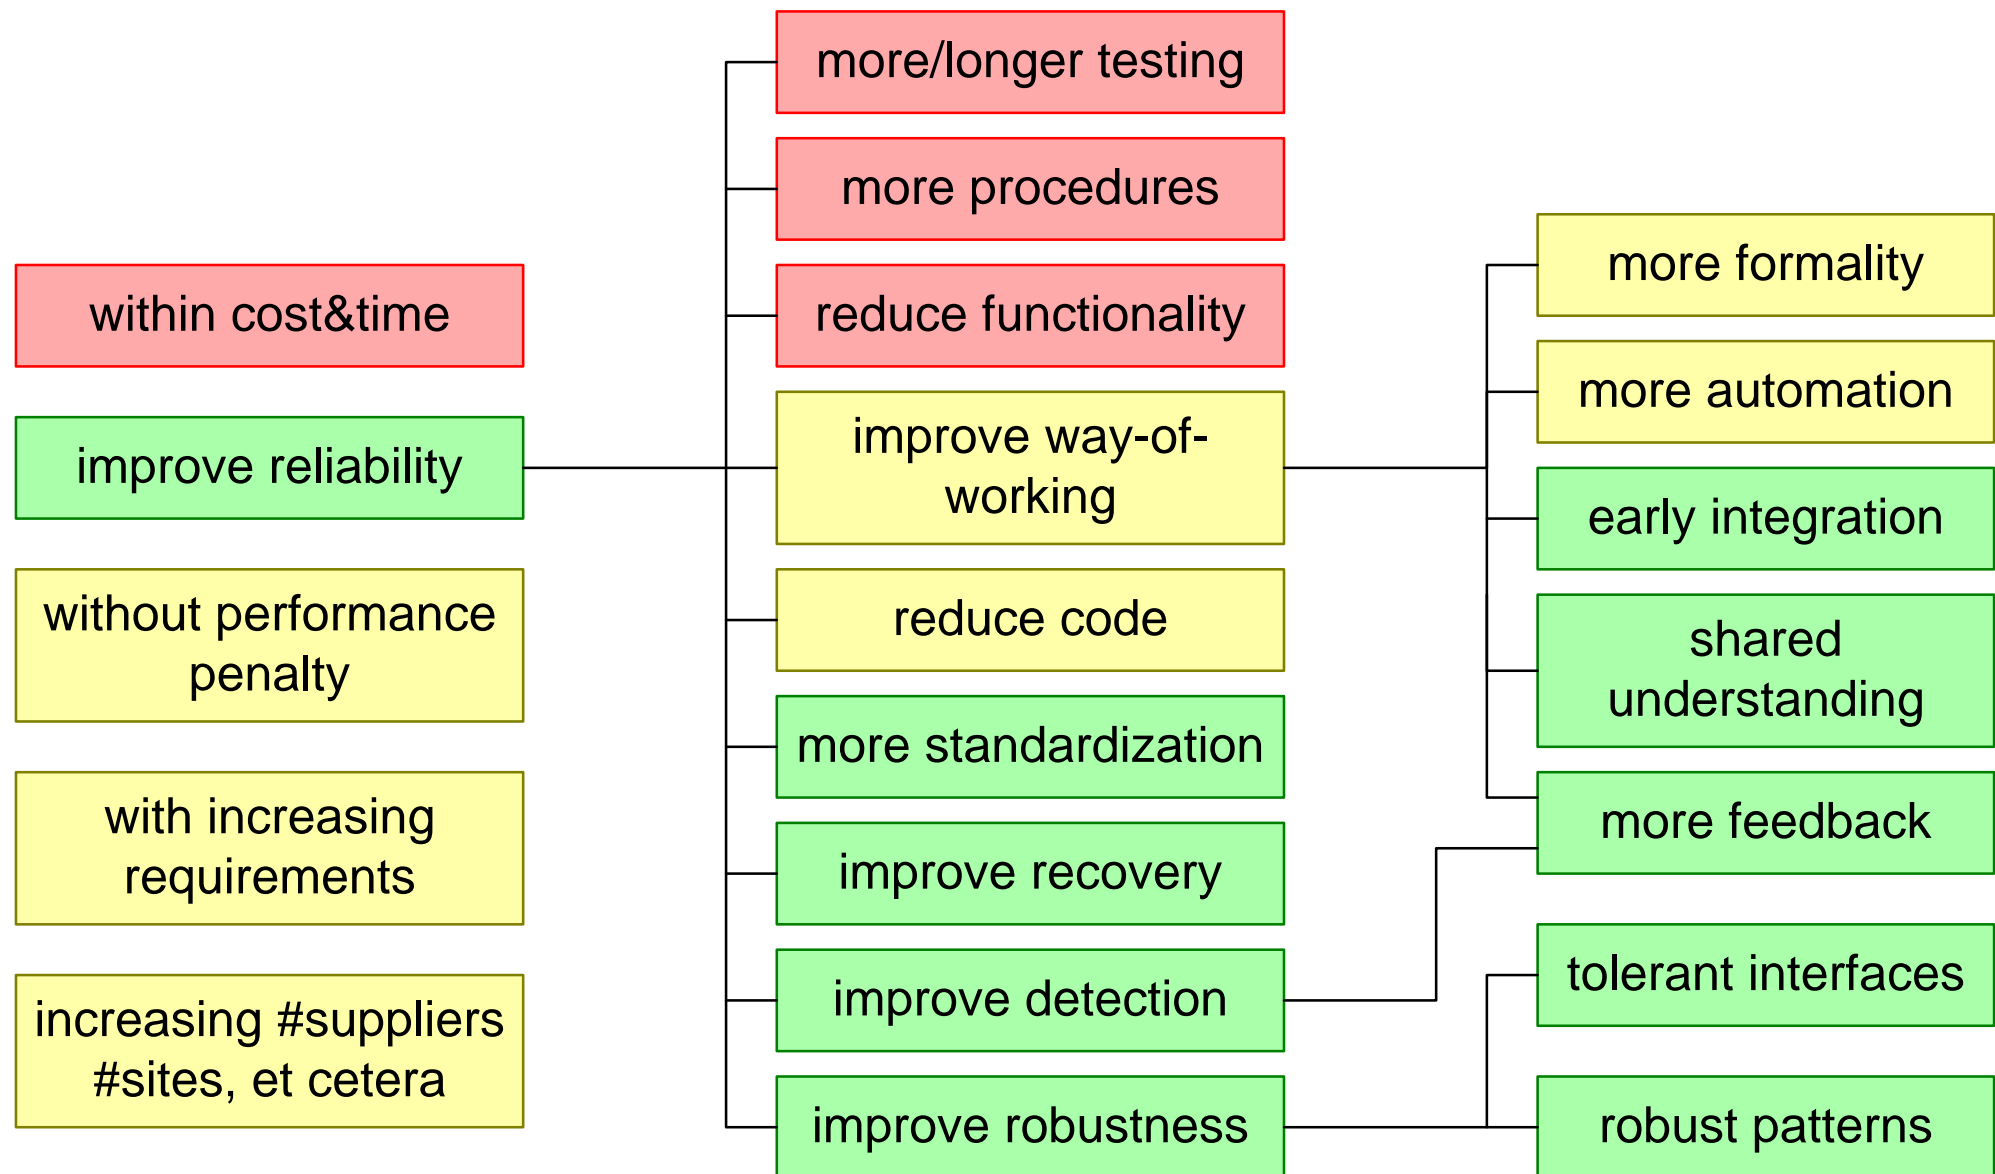 within cost&time
improve reliability
without performance
penalty
with increasing
requirements
increasing #suppliers
#sites, et cetera
more/longer testing
more procedures
reduce functionality
improve way-of-
working
reduce code
more standardization
improve recovery
improve detection
improve robustness
more formality
more automation
early integration
shared
understanding
more feedback
tolerant interfaces
robust patterns